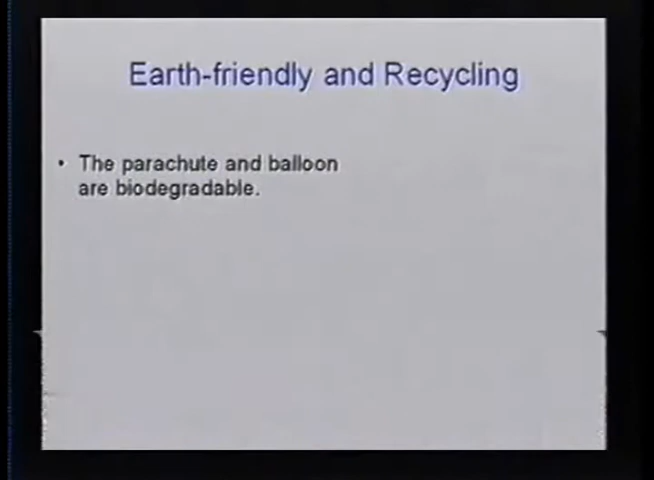 Earth-friendly and Recycling
• The parachute and balloon
are biodegradable.